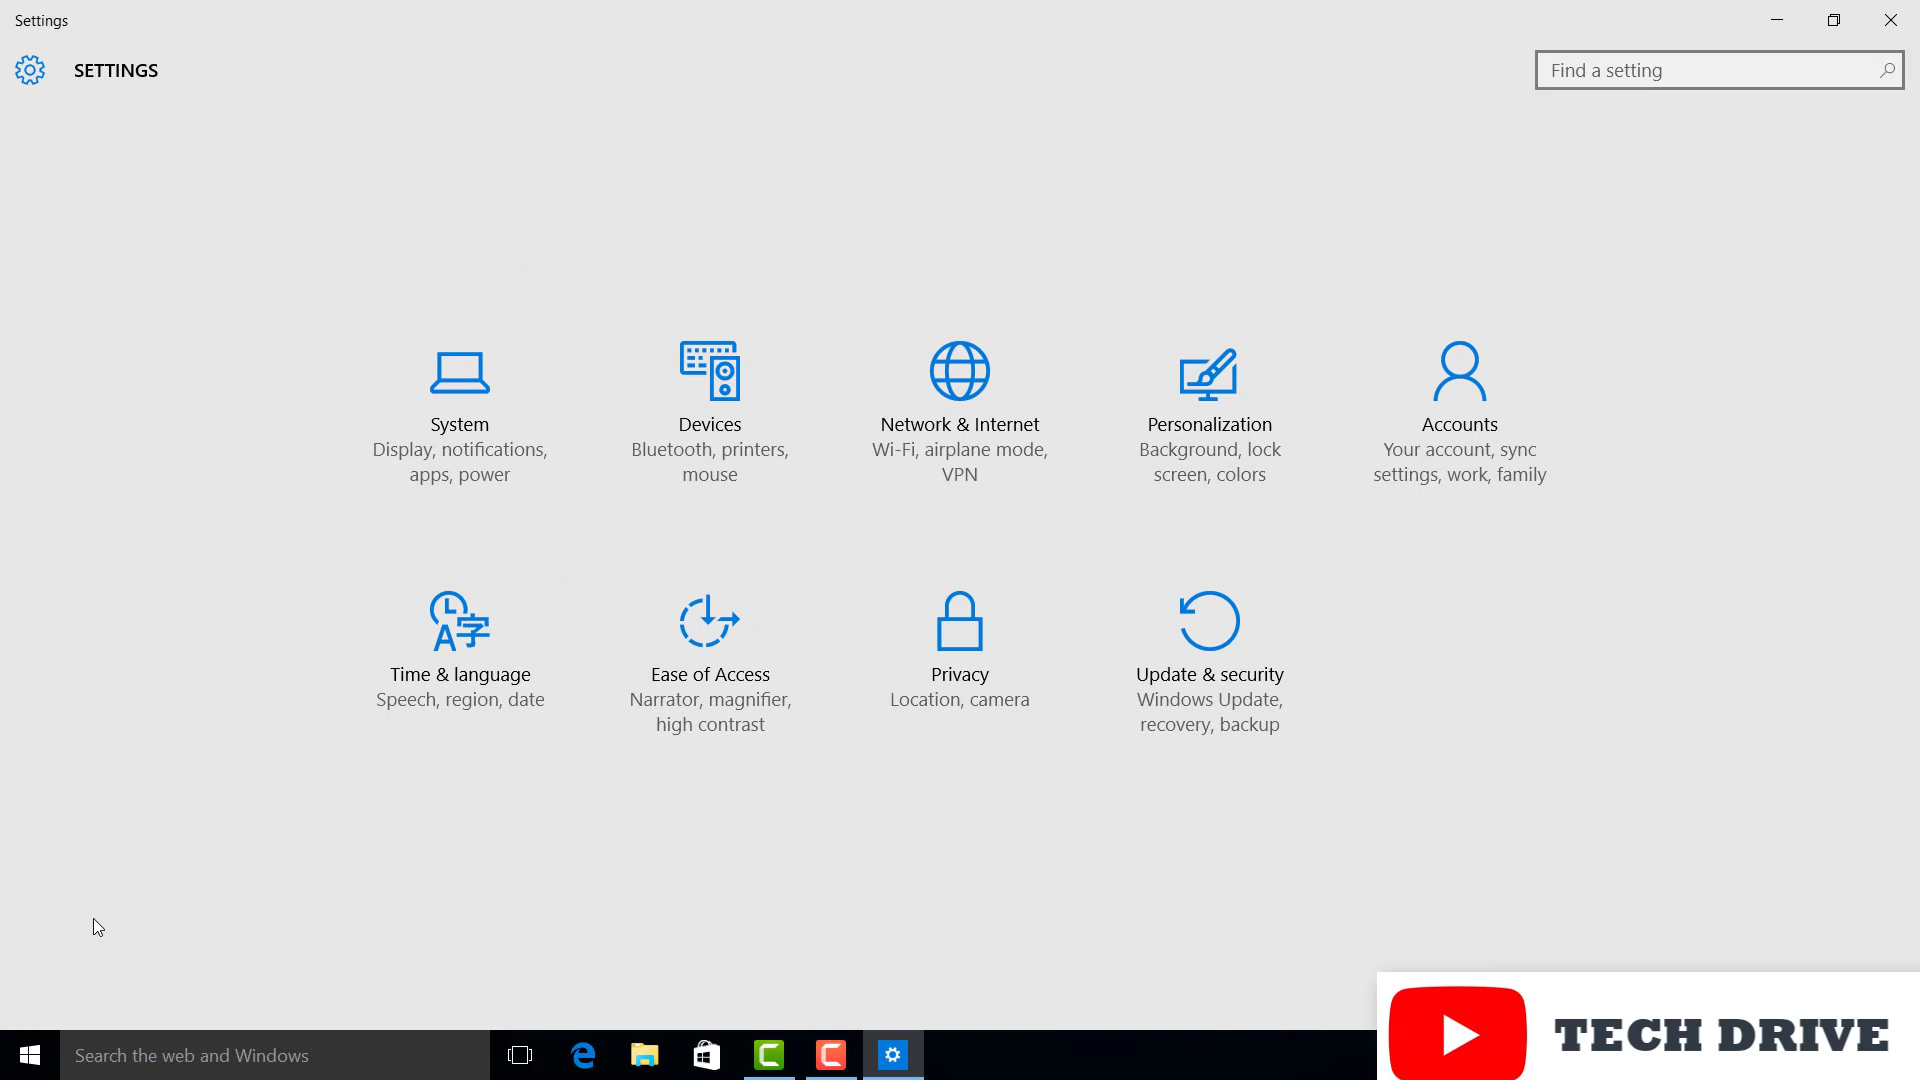 Settings
SETTINGS
Find a setting
System
Display, notifications,
apps, power
Devices
Bluetooth, printers,
mouse
Network & Internet
Wi-Fi, airplane mode,
VPN
Personalization
Background, lock
screen, colors
Accounts
Your account, sync
settings, work, family
Time & language
Speech, region, date
Ease of Access
Narrator, magnifier,
high contrast
Privacy
Location, camera
Update & security
Windows Update,
recovery, backup
Search the web and Windows
TECH DRIVE